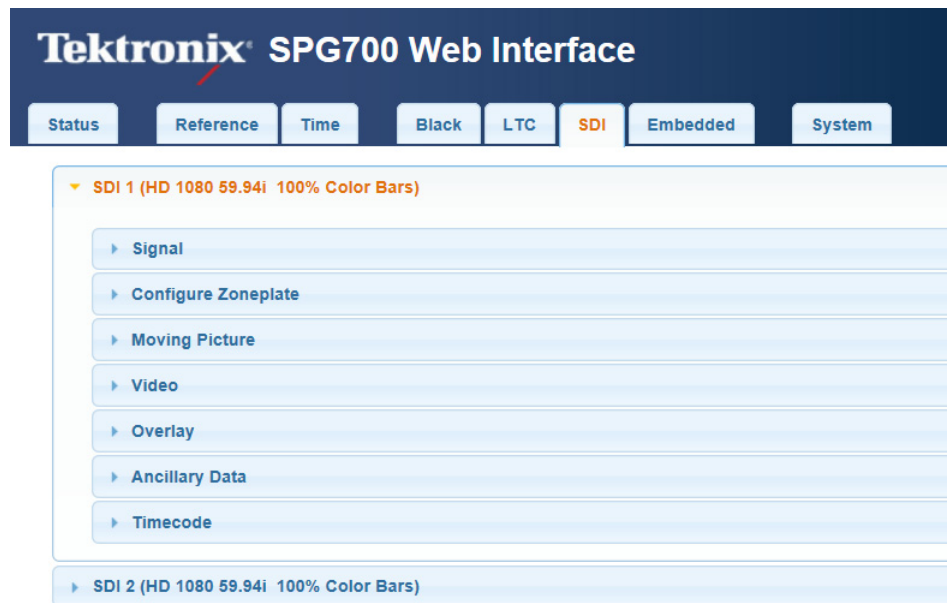 Tektronix SPG700 Web Interface
Status Reference Time Black LTC SDI Embedded System
SDI 1 (HD 1080 59.94i 100% Color Bars)
Signal
Configure Zoneplate
Moving Picture
Video
Overlay
Ancillary Data
Timecode
SDI 2 (HD 1080 59.94i 100% Color Bars)